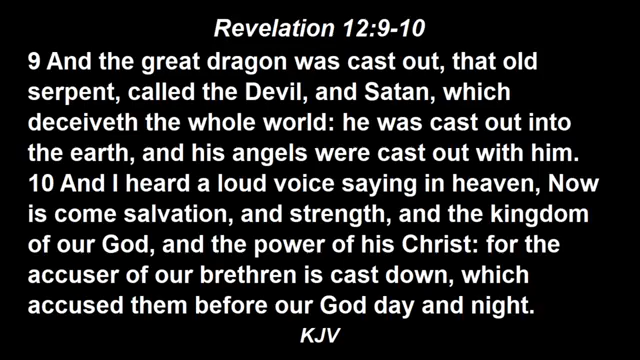 Revelation 12:9-10
9 And the great dragon was cast out, that old
serpent, called the Devil, and Satan, which
deceiveth the whole world: he was cast out into
the earth, and his angels were cast out with him.
10 And I heard a loud voice saying in heaven, Now
is come salvation, and strength, and the kingdom
of our God, and the power of his Christ: for the
accuser of our brethren is cast down, which
accused them before our God day and night.
KJV